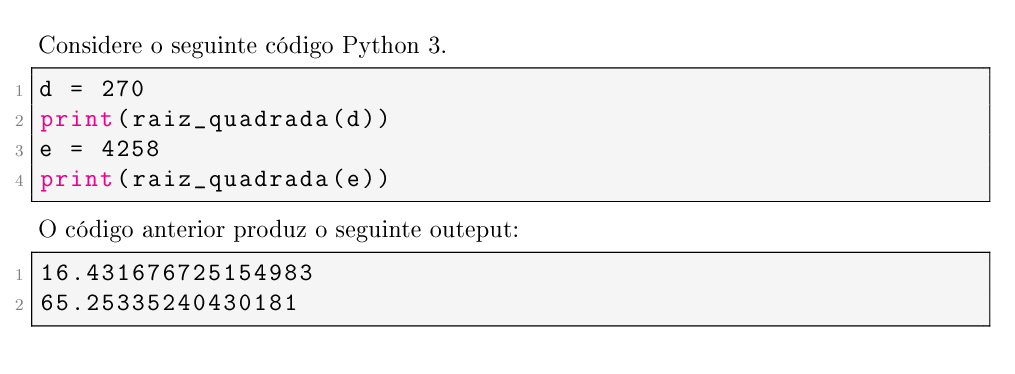 Considere o seguinte código Python 3.
1 d = 270
2 print(raiz_quadrada(d))
3 e = 4258
4 print(raiz_quadrada(e))
O código anterior produz o seguinte outeput:
1 16.431676725154983
2 65.25335240430181